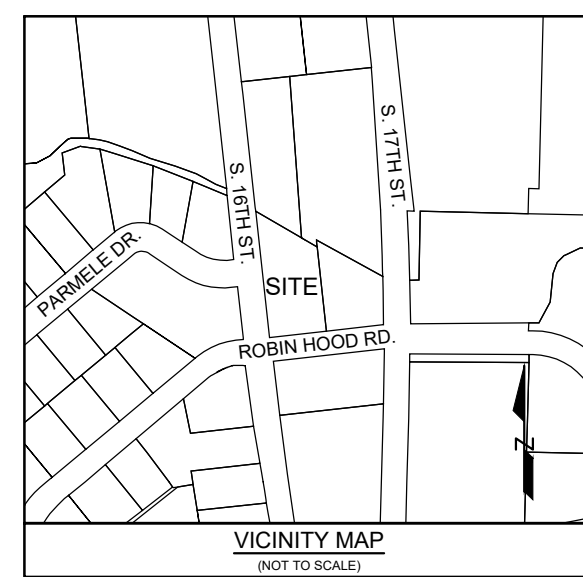 S. 16TH ST.
S. 17TH ST.
PARMELE DR.
SITE
ROBIN HOOD RD.
N
VICINITY MAP
(NOT TO SCALE)